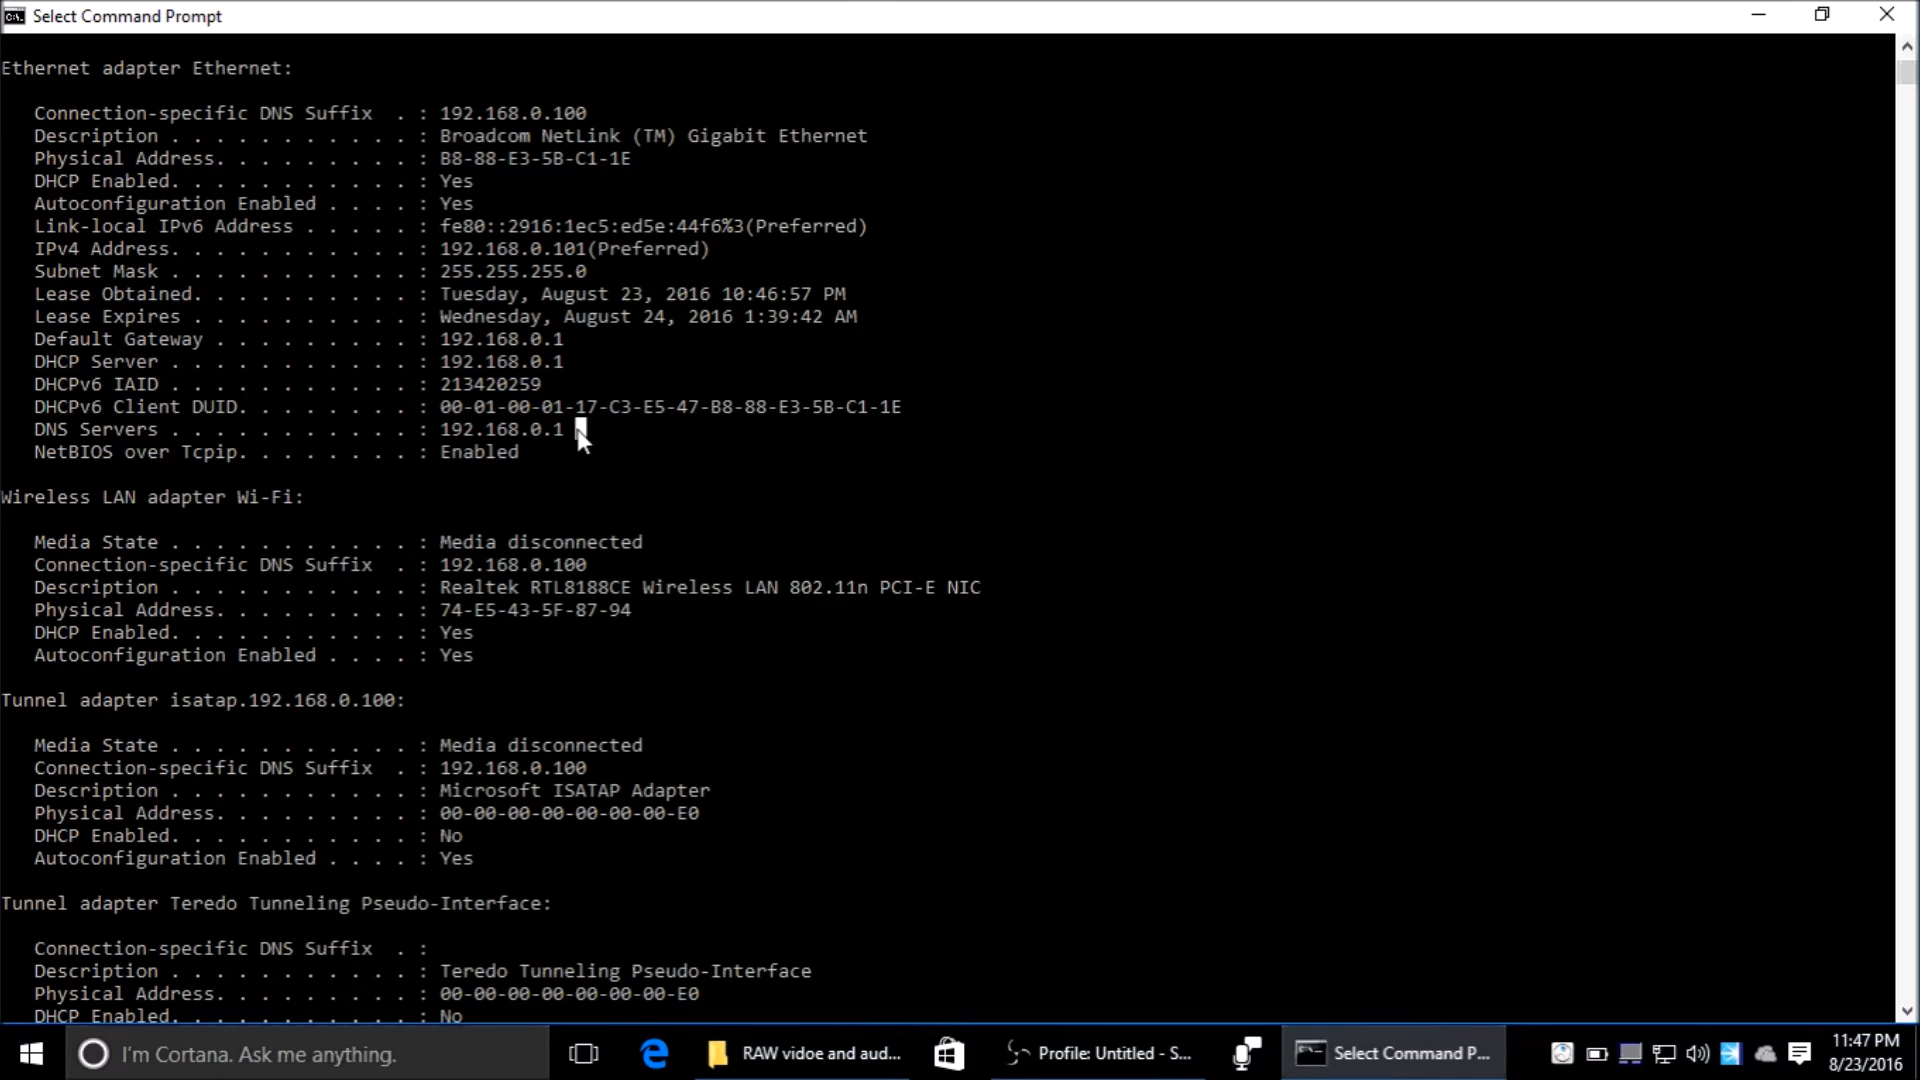 Select Command Prompt
Ethernet adapter Ethernet:
Connection-specific DNS Suffix  . : 192.168.0.100
Description . . . . . . . . . . . : Broadcom NetLink (TM) Gigabit Ethernet
Physical Address. . . . . . . . . : B8-88-E3-5B-C1-1E
DHCP Enabled. . . . . . . . . . . : Yes
Autoconfiguration Enabled . . . . : Yes
Link-local IPv6 Address . . . . . : fe80::2916:1ec5:ed5e:44f6%3(Preferred)
IPv4 Address. . . . . . . . . . . : 192.168.0.101(Preferred)
Subnet Mask . . . . . . . . . . . : 255.255.255.0
Lease Obtained. . . . . . . . . . : Tuesday, August 23, 2016 10:46:57 PM
Lease Expires . . . . . . . . . . : Wednesday, August 24, 2016 1:39:42 AM
Default Gateway . . . . . . . . . : 192.168.0.1
DHCP Server . . . . . . . . . . . : 192.168.0.1
DHCPv6 IAID . . . . . . . . . . . : 213420259
DHCPv6 Client DUID. . . . . . . . : 00-01-00-01-17-C3-E5-47-B8-88-E3-5B-C1-1E
DNS Servers . . . . . . . . . . . : 192.168.0.1
NetBIOS over Tcpip. . . . . . . . : Enabled
Wireless LAN adapter Wi-Fi:
Media State . . . . . . . . . . . : Media disconnected
Connection-specific DNS Suffix  . : 192.168.0.100
Description . . . . . . . . . . . : Realtek RTL8188CE Wireless LAN 802.11n PCI-E NIC
Physical Address. . . . . . . . . : 74-E5-43-5F-87-94
DHCP Enabled. . . . . . . . . . . : Yes
Autoconfiguration Enabled . . . . : Yes
Tunnel adapter isatap.192.168.0.100:
Media State . . . . . . . . . . . : Media disconnected
Connection-specific DNS Suffix  . : 192.168.0.100
Description . . . . . . . . . . . : Microsoft ISATAP Adapter
Physical Address. . . . . . . . . : 00-00-00-00-00-00-00-E0
DHCP Enabled. . . . . . . . . . . : No
Autoconfiguration Enabled . . . . : Yes
Tunnel adapter Teredo Tunneling Pseudo-Interface:
Connection-specific DNS Suffix  . :
Description . . . . . . . . . . . : Teredo Tunneling Pseudo-Interface
Physical Address. . . . . . . . . : 00-00-00-00-00-00-00-E0
DHCP Enabled. . . . . . . . . . . : No
I'm Cortana. Ask me anything.
RAW vidoe and aud...
Profile: Untitled - S...
Select Command P...
11:47 PM
8/23/2016